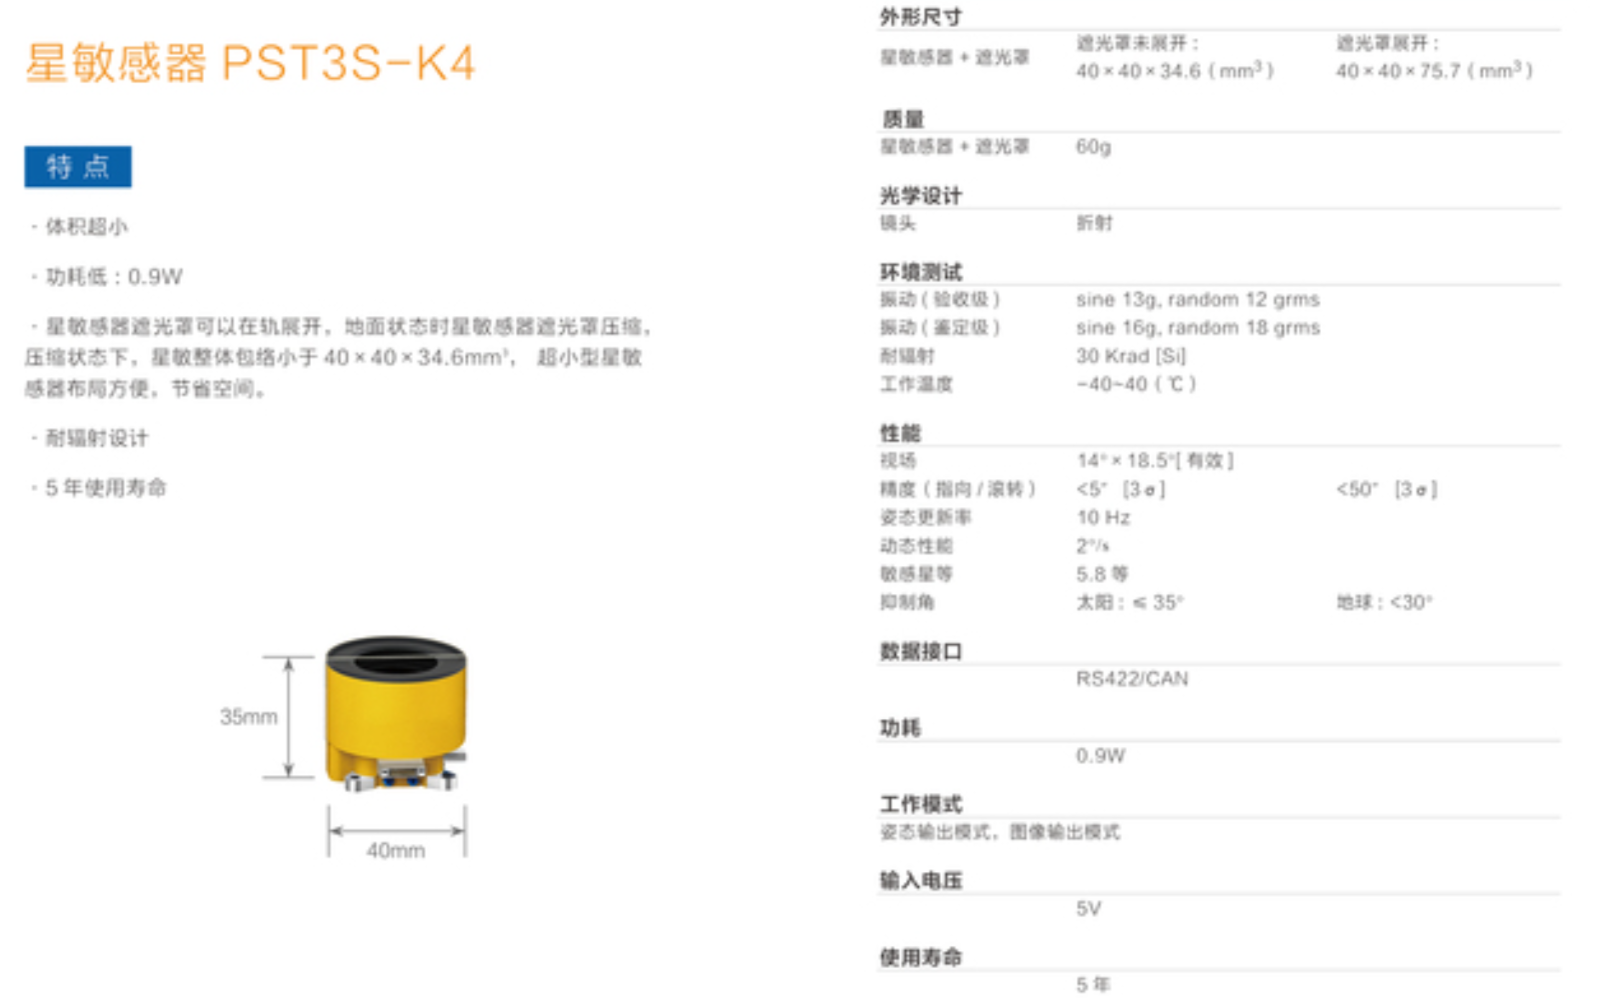 星敏感器 PST3S-K4
特点
· 体积超小
· 功耗低：0.9W
· 星敏感器遮光罩可以在轨展开，地面状态时星敏感器遮光罩压缩，
压缩状态下，星敏整体包络小于 40×40×34.6mm³， 超小型星敏
感器布局方便，节省空间。
· 耐辐射设计
· 5 年使用寿命
35mm
40mm
外形尺寸
星敏感器 + 遮光罩 遮光罩未展开： 遮光罩展开：
40×40×34.6（mm³） 40×40×75.7（mm³）
质量
星敏感器 + 遮光罩 60g
光学设计
镜头 折射
环境测试
振动（验收级） sine 13g, random 12 grms
振动（鉴定级） sine 16g, random 18 grms
耐辐射 30 Krad [Si]
工作温度 -40~40（℃）
性能
视场 14°×18.5°[ 有效 ]
精度（指向/滚转） <5″ [3σ] <50″ [3σ]
姿态更新率 10 Hz
动态性能 2°/s
敏感星等 5.8 等
抑制角 太阳：≤ 35° 地球：<30°
数据接口
RS422/CAN
功耗
0.9W
工作模式
姿态输出模式，图像输出模式
输入电压
5V
使用寿命
5 年